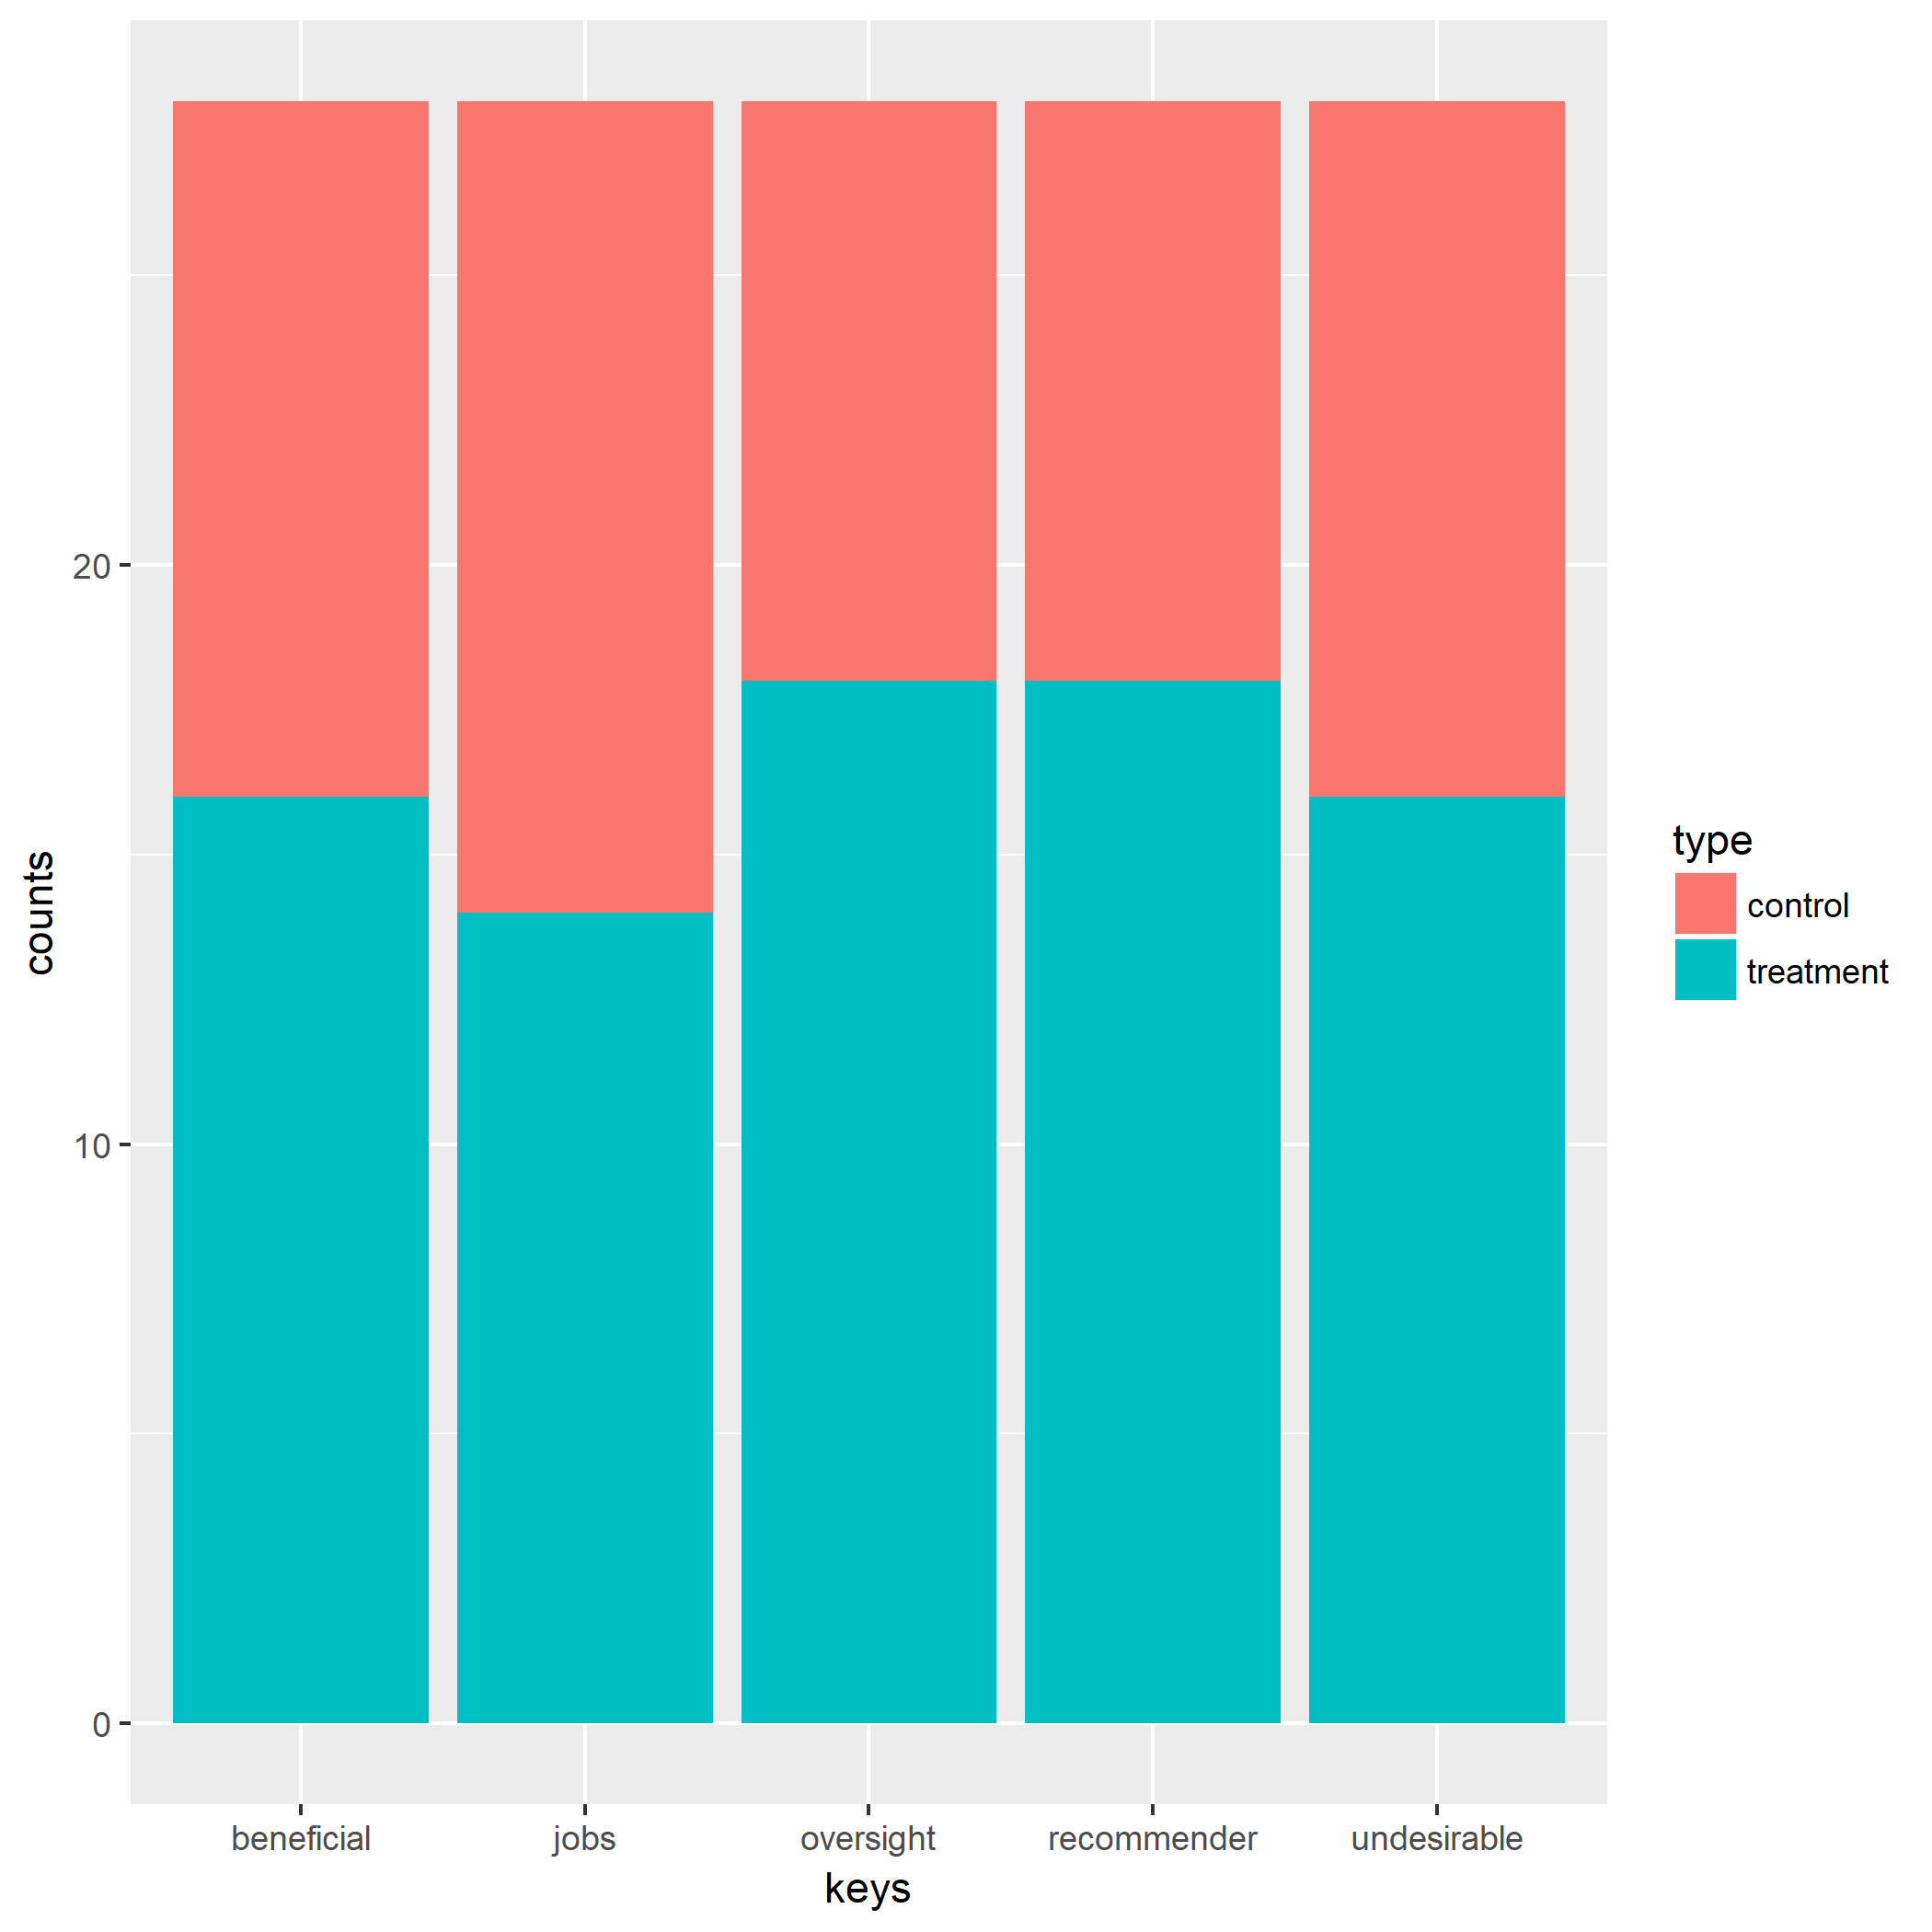 20
10
0
counts
beneficial
jobs
oversight
recommender
undesirable
keys
type
control
treatment